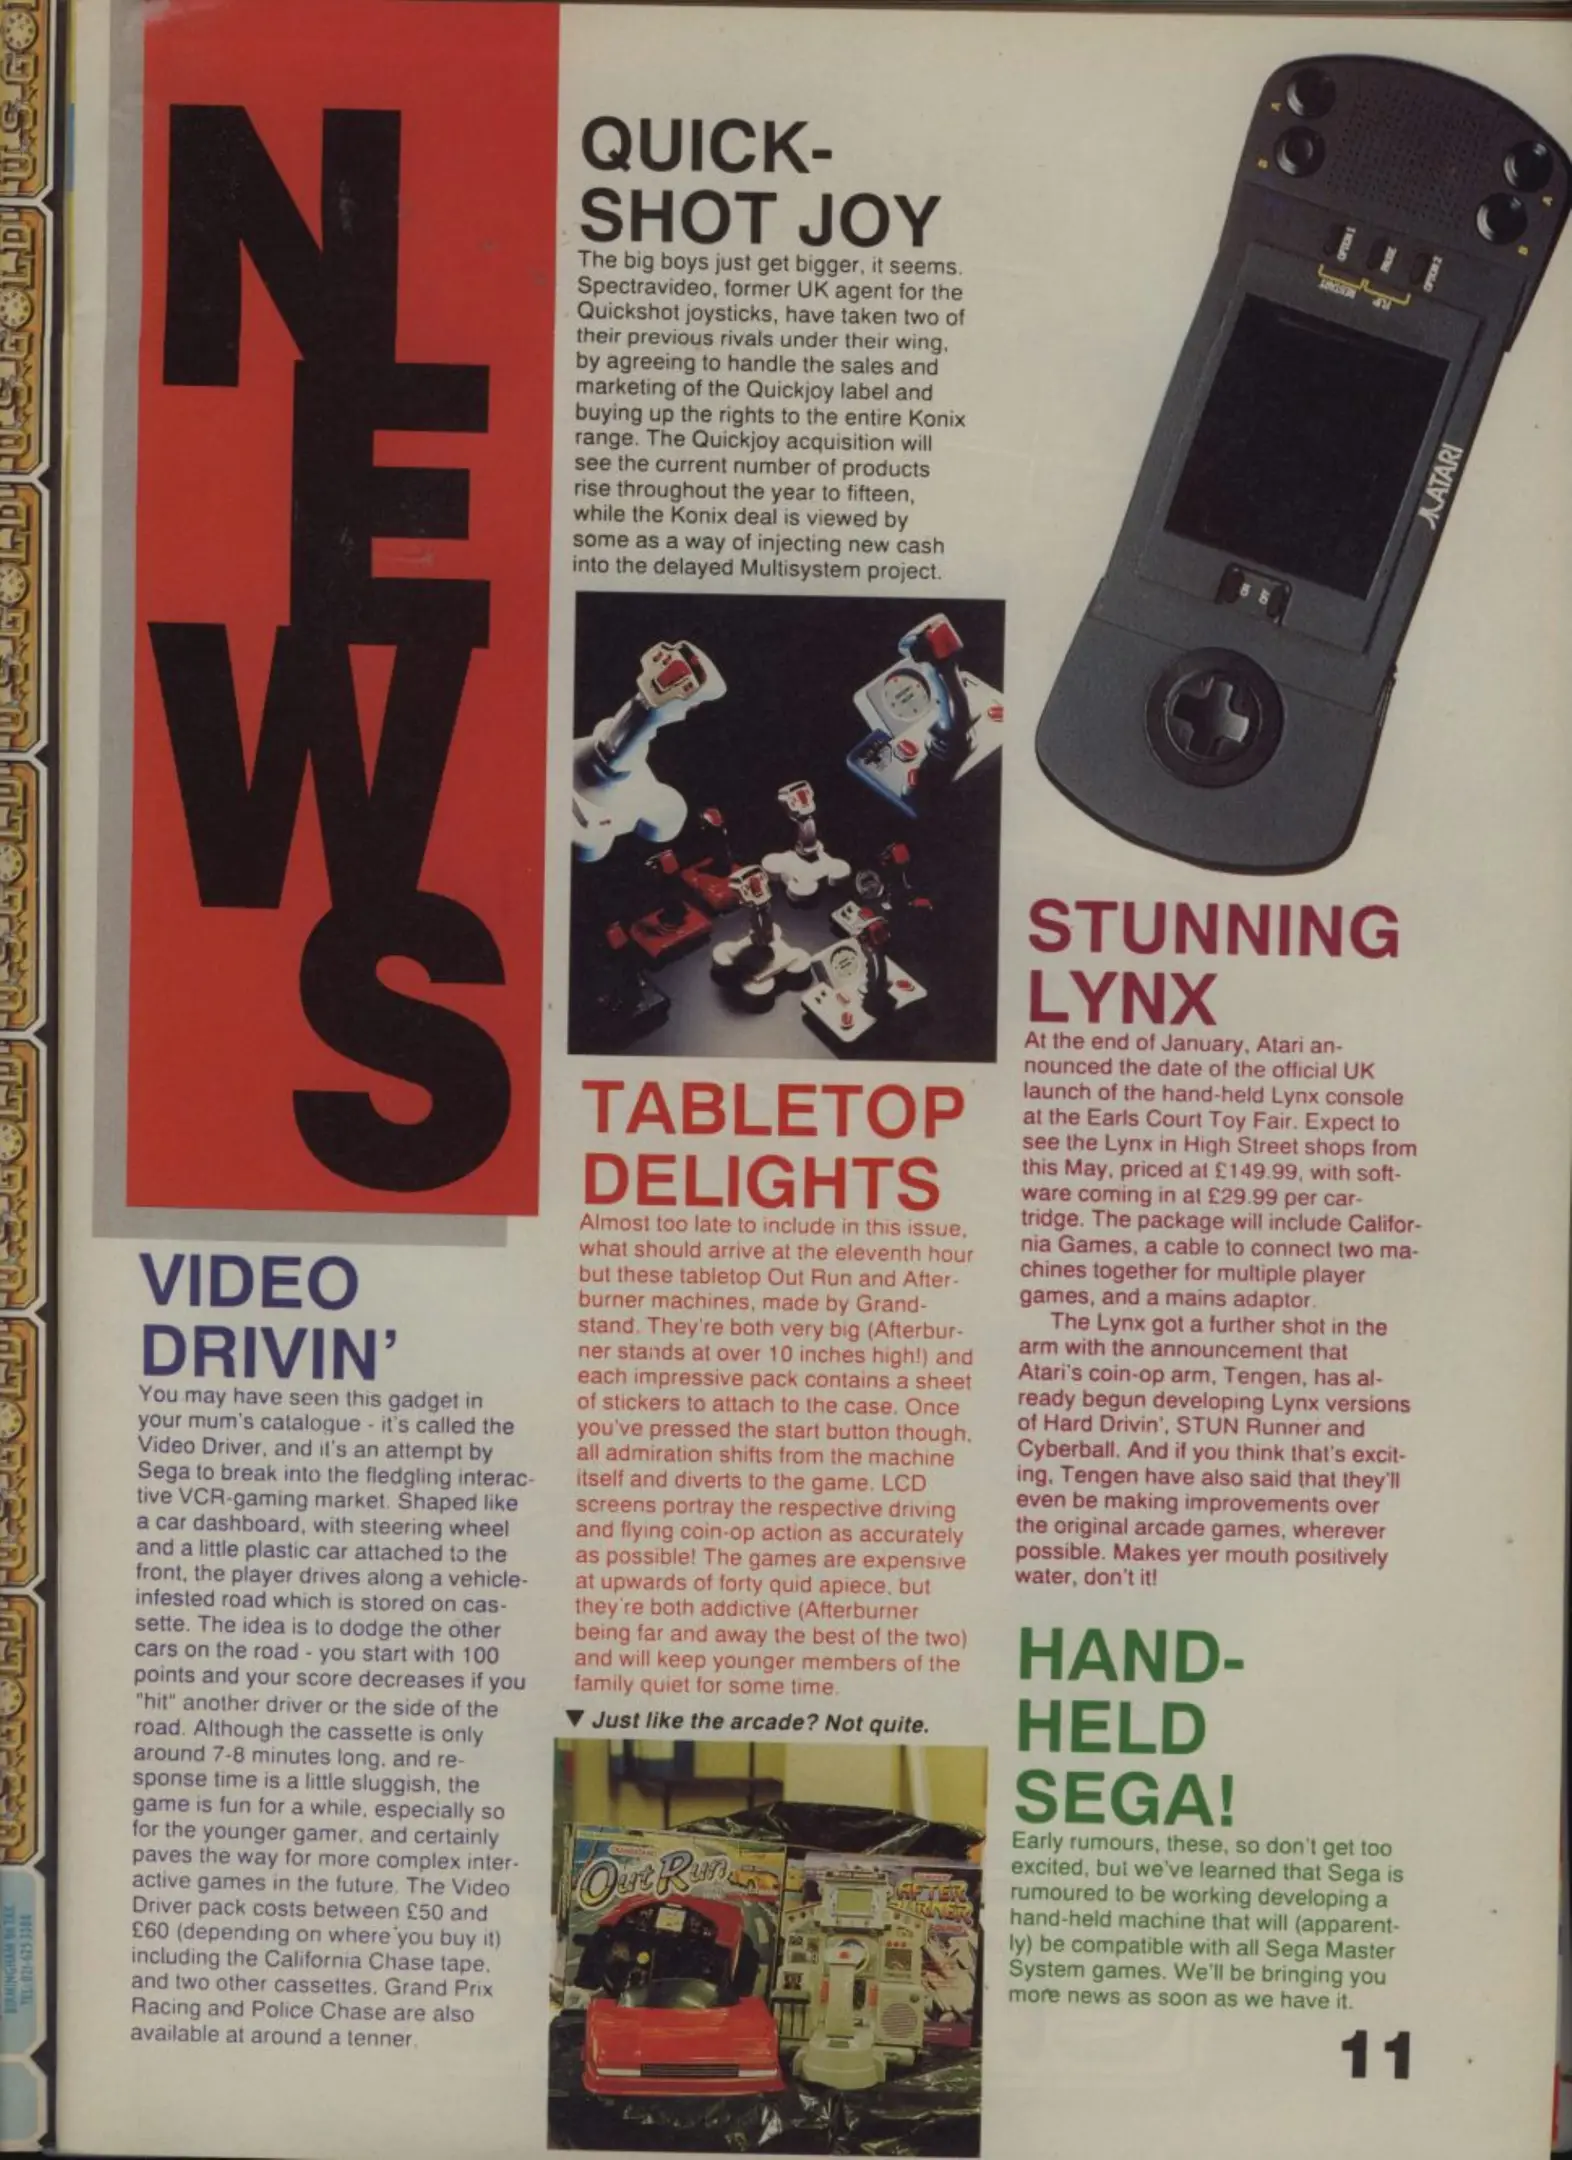 NEWS
VIDEO
DRIVIN'
You may have seen this gadget in
your mum's catalogue - it's called the
Video Driver, and it's an attempt by
Sega to break into the fledgling interac-
tive VCR-gaming market. Shaped like
a car dashboard, with steering wheel
and a little plastic car attached to the
front, the player drives along a vehicle-
infested road which is stored on cas-
sette. The idea is to dodge the other
cars on the road - you start with 100
points and your score decreases if you
"hit" another driver or the side of the
road. Although the cassette is only
around 7-8 minutes long, and re-
sponse time is a little sluggish, the
game is fun for a while, especially so
for the younger gamer, and certainly
paves the way for more complex inter-
active games in the future. The Video
Driver pack costs between £50 and
£60 (depending on where you buy it)
including the California Chase tape,
and two other cassettes, Grand Prix
Racing and Police Chase are also
available at around a tenner.
QUICK-
SHOT JOY
The big boys just get bigger, it seems.
Spectravideo, former UK agent for the
Quickshot joysticks, have taken two of
their previous rivals under their wing,
by agreeing to handle the sales and
marketing of the Quickjoy label and
buying up the rights to the entire Konix
range. The Quickjoy acquisition will
see the current number of products
rise throughout the year to fifteen,
while the Konix deal is viewed by
some as a way of injecting new cash
into the delayed Multisystem project.
TABLETOP
DELIGHTS
Almost too late to include in this issue,
what should arrive at the eleventh hour
but these tabletop Out Run and After-
burner machines, made by Grand-
stand. They're both very big (Afterbur-
ner stands at over 10 inches high!) and
each impressive pack contains a sheet
of stickers to attach to the case. Once
you've pressed the start button though,
all admiration shifts from the machine
itself and diverts to the game. LCD
screens portray the respective driving
and flying coin-op action as accurately
as possible! The games are expensive
at upwards of forty quid apiece, but
they're both addictive (Afterburner
being far and away the best of the two)
and will keep younger members of the
family quiet for some time.
▼ Just like the arcade? Not quite.
OutRun
AFTER
BURNER
A
B
A
B
OPTION 1
PAUSE
OPTION 2
RESTART
FLIP
ATARI
ON
OFF
STUNNING
LYNX
At the end of January, Atari an-
nounced the date of the official UK
launch of the hand-held Lynx console
at the Earls Court Toy Fair. Expect to
see the Lynx in High Street shops from
this May, priced at £149.99, with soft-
ware coming in at £29.99 per car-
tridge. The package will include Califor-
nia Games, a cable to connect two ma-
chines together for multiple player
games, and a mains adaptor.
The Lynx got a further shot in the
arm with the announcement that
Atari's coin-op arm, Tengen, has al-
ready begun developing Lynx versions
of Hard Drivin', STUN Runner and
Cyberball. And if you think that's excit-
ing, Tengen have also said that they'll
even be making improvements over
the original arcade games, wherever
possible. Makes yer mouth positively
water, don't it!
HAND-
HELD
SEGA!
Early rumours, these, so don't get too
excited, but we've learned that Sega is
rumoured to be working developing a
hand-held machine that will (apparent-
ly) be compatible with all Sega Master
System games. We'll be bringing you
more news as soon as we have it.
11
U.S. GOLD
BIRMINGHAM B6 7AX
TEL: 021-625 3388